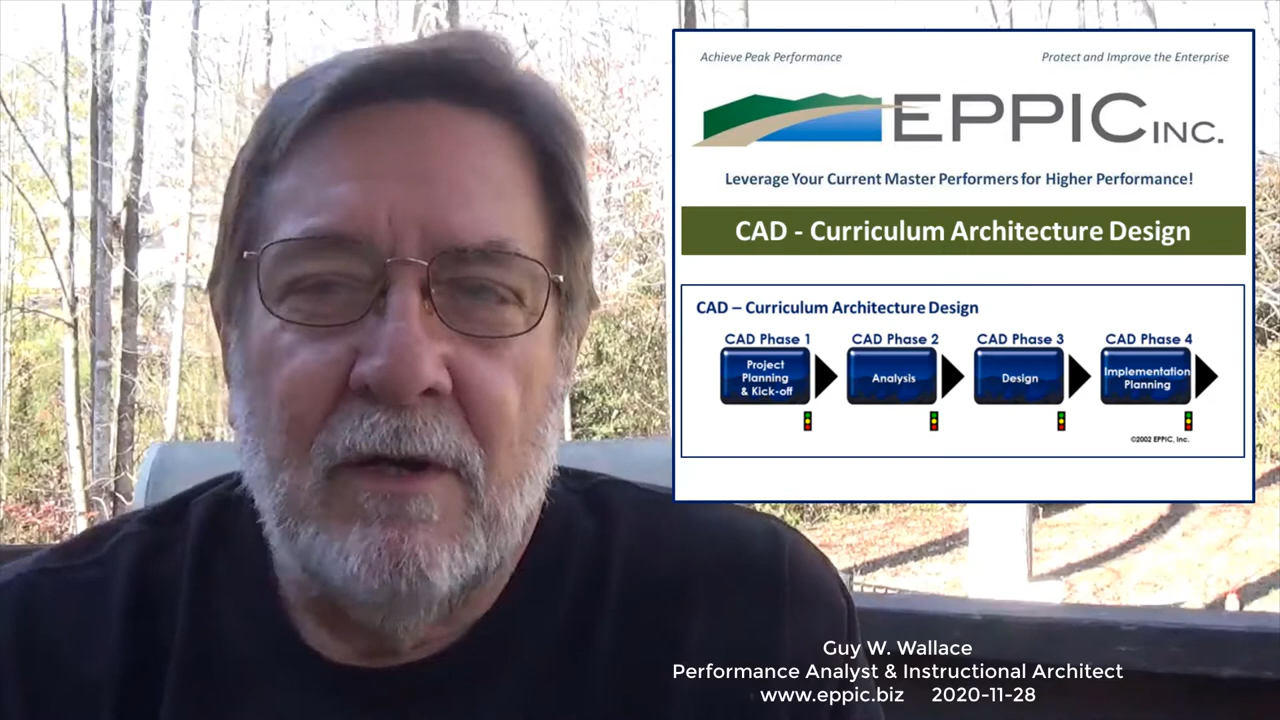 Achieve Peak Performance
Protect and Improve the Enterprise
EPPIC INC.
Leverage Your Current Master Performers for Higher Performance!
CAD - Curriculum Architecture Design
CAD – Curriculum Architecture Design
CAD Phase 1
CAD Phase 2
CAD Phase 3
CAD Phase 4
Project
Planning
& Kick-off
Analysis
Design
Implementation
Planning
©2002 EPPIC, Inc.
Guy W. Wallace
Performance Analyst & Instructional Architect
www.eppic.biz 2020-11-28